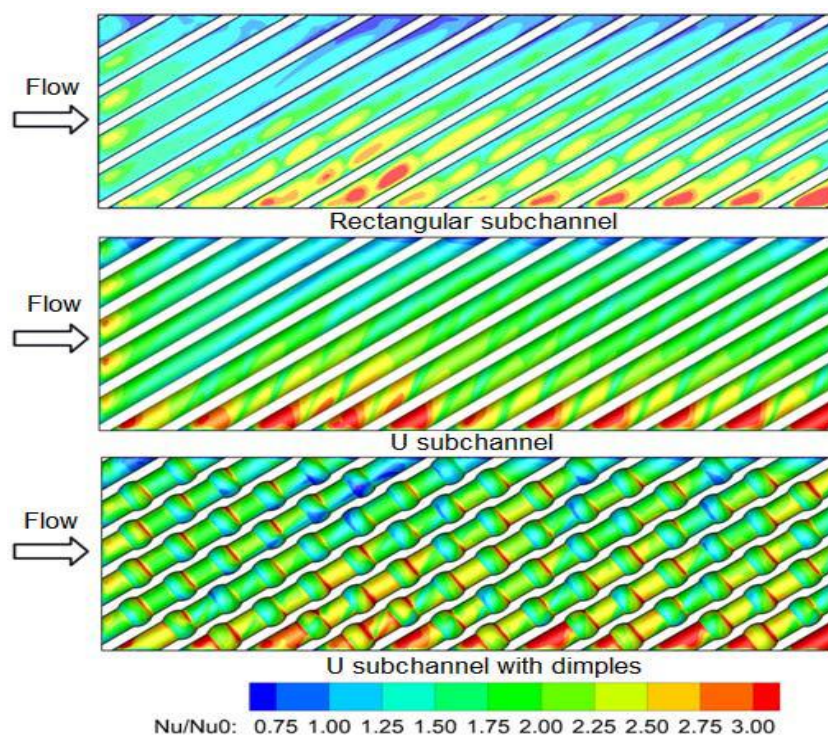 Flow
Rectangular subchannel
Flow
U subchannel
Flow
U subchannel with dimples
Nu/Nu0: 0.75 1.00 1.25 1.50 1.75 2.00 2.25 2.50 2.75 3.00